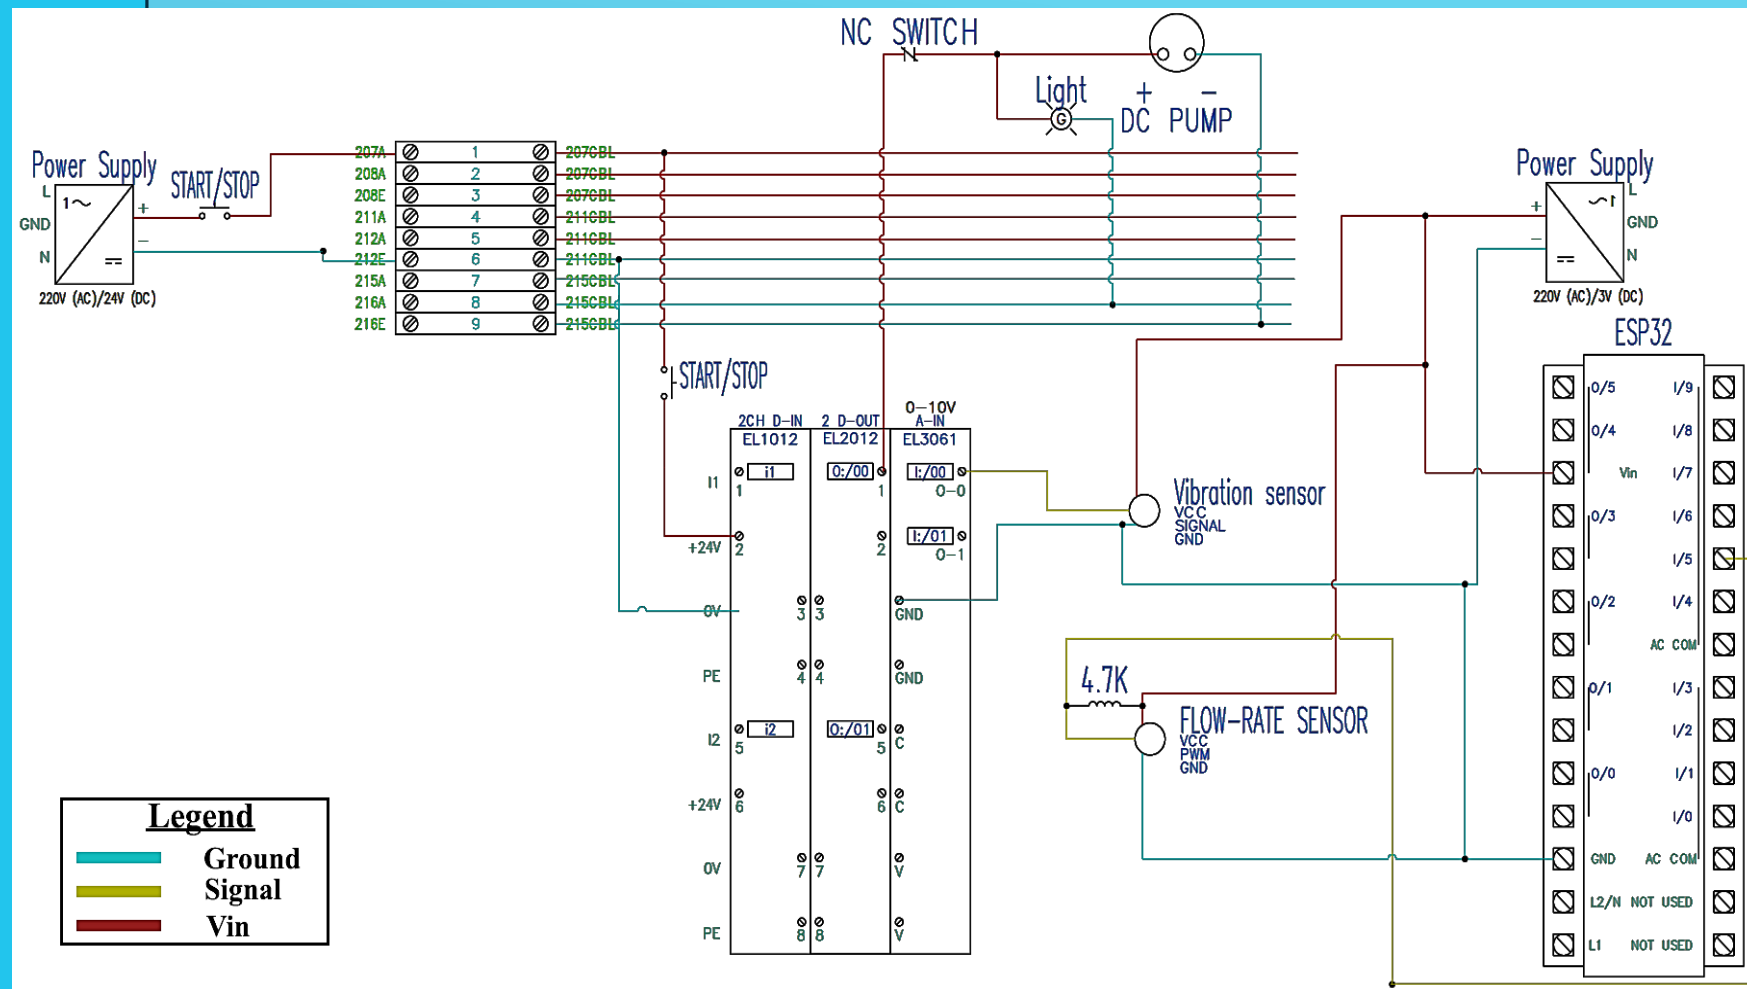 NC SWITCH
Light
G
+ -
DC PUMP
Power Supply
L
GND
N
1~
+
-
220V (AC)/24V (DC)
START/STOP
207A 1 207CBL
208A 2 207CBL
208E 3 207CBL
211A 4 211CBL
212A 5 211CBL
212E 6 211CBL
215A 7 215CBL
216A 8 215CBL
216E 9 215CBL
START/STOP
Power Supply
+
-
~1
L
GND
N
220V (AC)/3V (DC)
0-10V
2CH D-IN 2 D-OUT A-IN
EL1012 EL2012 EL3061
i1 O:/00 I:/00
I1 1 1 0-0
I:/01
+24V 2 2 0-1
0V 3 3 GND
PE 4 4 GND
i2 O:/01
I2 5 5 C
+24V 6 6 C
0V 7 7 V
PE 8 8 V
Vibration sensor
VCC
SIGNAL
GND
4.7K
FLOW-RATE SENSOR
VCC
PWM
GND
ESP32
O/5 I/9
O/4 I/8
Vin I/7
O/3 I/6
I/5
O/2 I/4
AC COM
O/1 I/3
I/2
O/0 I/1
I/0
GND AC COM
L2/N NOT USED
L1 NOT USED
Legend
Ground
Signal
Vin